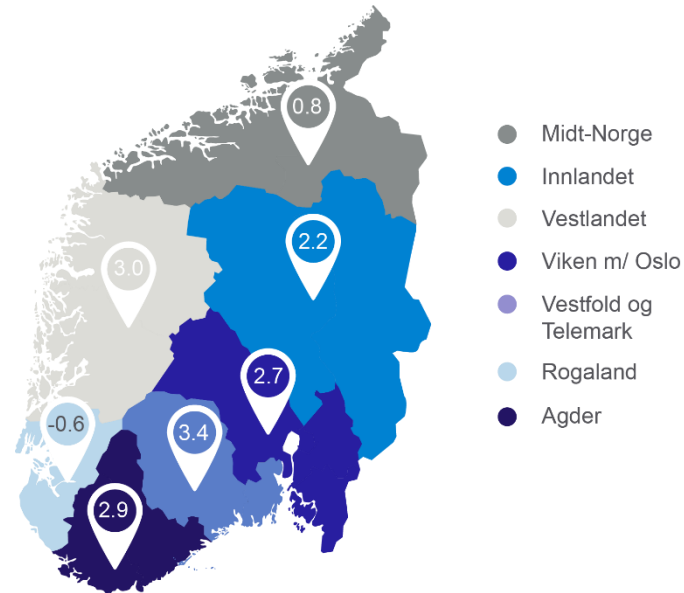 0.8
2.2
3.0
2.7
-0.6
3.4
2.9
Midt-Norge
Innlandet
Vestlandet
Viken m/ Oslo
Vestfold og
Telemark
Rogaland
Agder